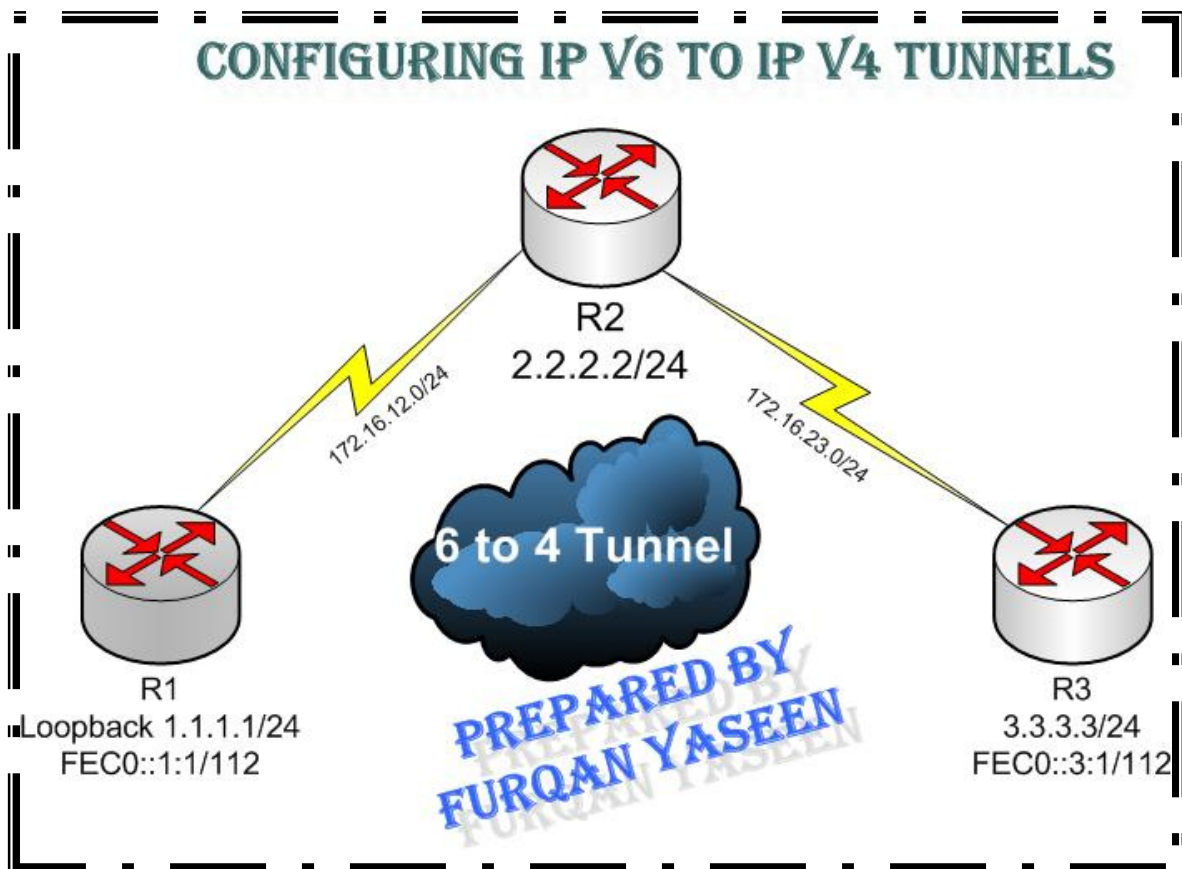 CONFIGURING IP V6 TO IP V4 TUNNELS
R2
2.2.2.2/24
172.16.12.0/24
172.16.23.0/24
6 to 4 Tunnel
R1
Loopback 1.1.1.1/24
FEC0::1:1/112
R3
3.3.3.3/24
FEC0::3:1/112
PREPARED BY
FURQAN YASEEN